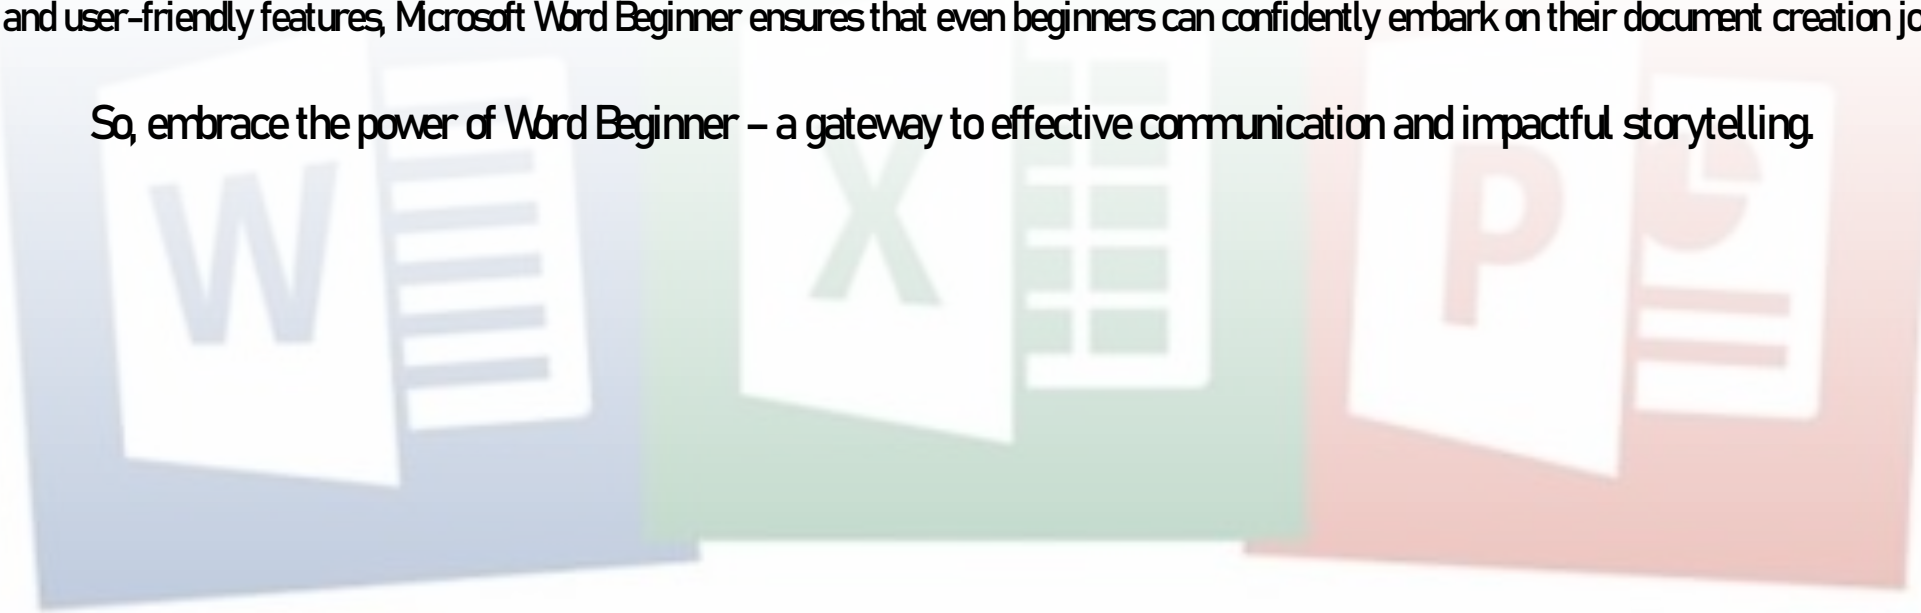 and user-friendly features, Microsoft Word Beginner ensures that even beginners can confidently embark on their document creation jo
So, embrace the power of Word Beginner – a gateway to effective communication and impactful storytelling.
W X P